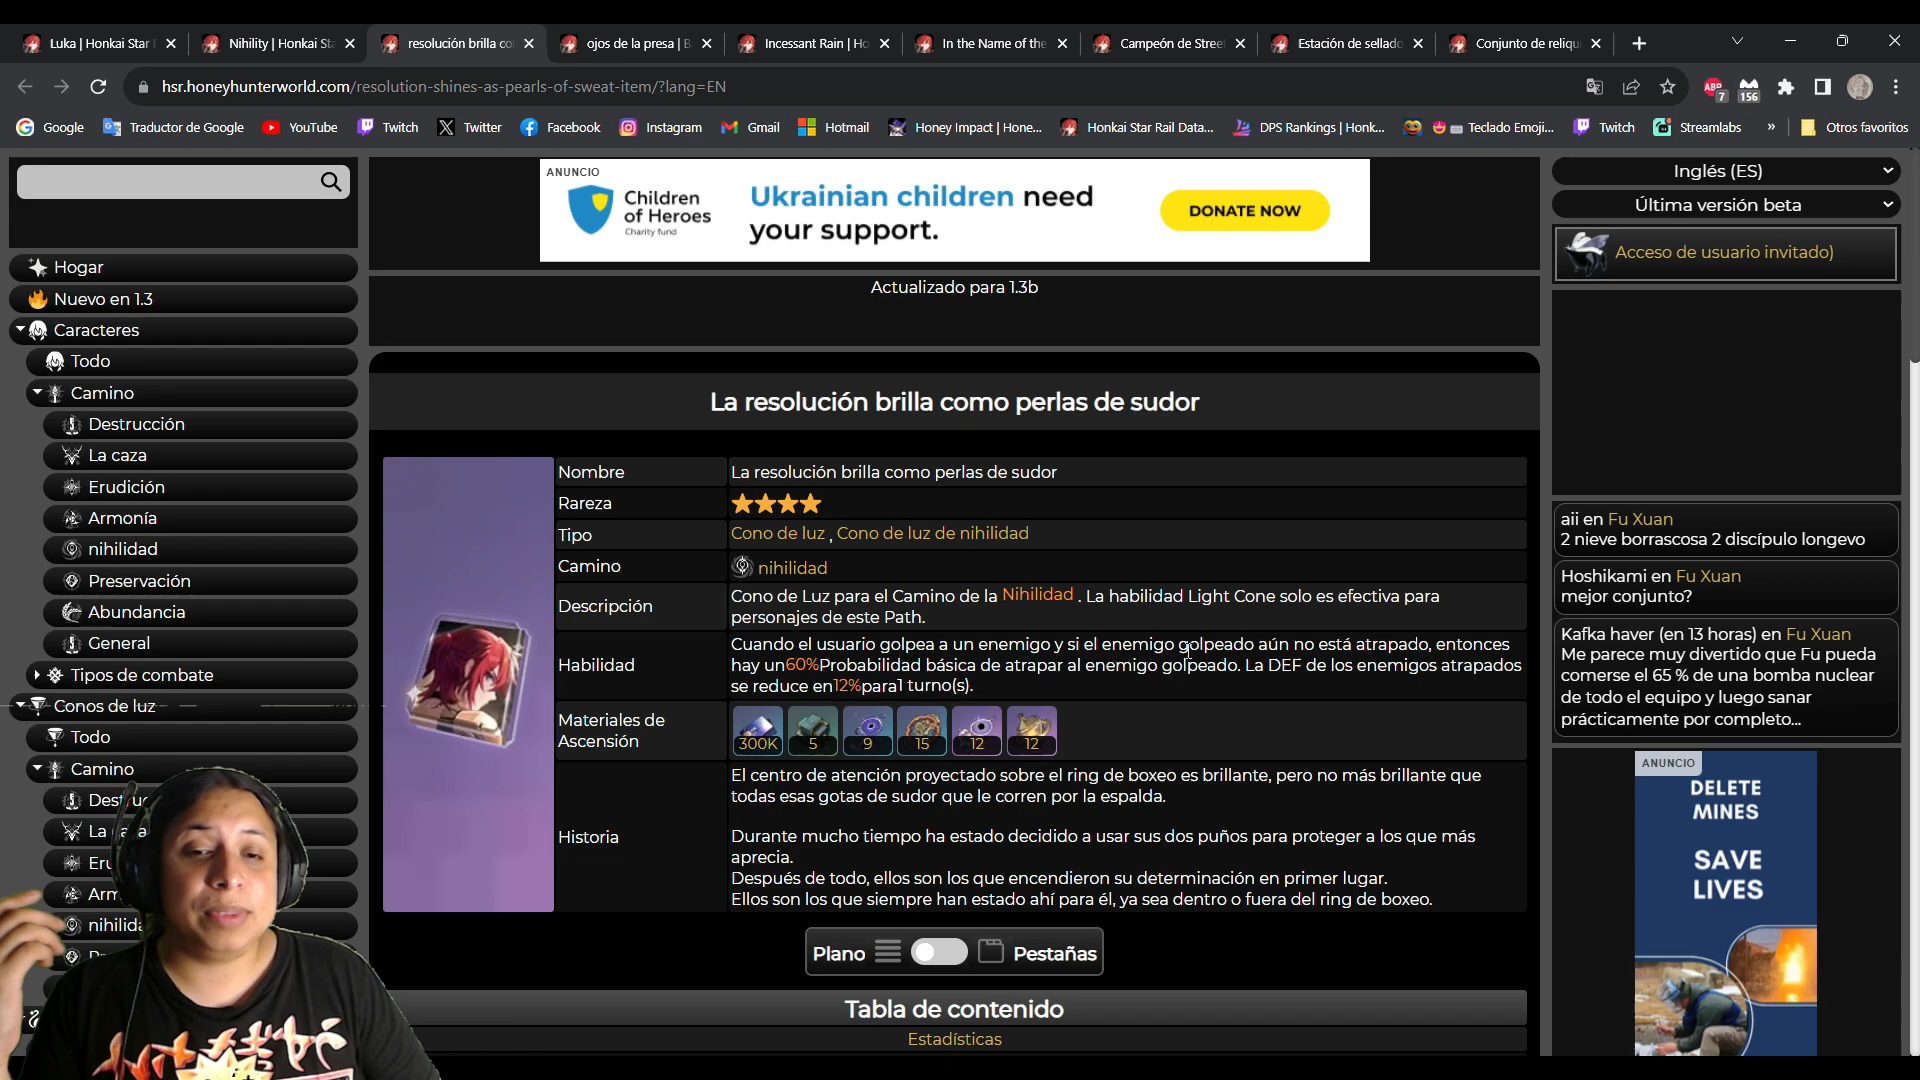 Luka | Honkai Star
Nihility | Honkai St
resolución brilla co
ojos de la presa | B
Incessant Rain | Ho
In the Name of the
Campeón de Street
Estación de sellado
Conjunto de reliqu
hsr.honeyhunterworld.com/resolution-shines-as-pearls-of-sweat-item/?lang=EN
ABP
7
156
Google
Traductor de Google
YouTube
Twitch
Twitter
Facebook
Instagram
Gmail
Hotmail
Honey Impact | Hone...
Honkai Star Rail Data...
DPS Rankings | Honk...
Teclado Emoji...
Twitch
Streamlabs
»
Otros favoritos
ANUNCIO
Children
of Heroes
Charity fund
Ukrainian children need
your support.
DONATE NOW
Inglés (ES)
Última versión beta
Acceso de usuario invitado)
Hogar
Nuevo en 1.3
Caracteres
Todo
Camino
Destrucción
La caza
Erudición
Armonía
nihilidad
Preservación
Abundancia
General
Tipos de combate
Conos de luz
Todo
Camino
Destruc
La caza
Eru
Arm
nihilida
Actualizado para 1.3b
La resolución brilla como perlas de sudor
Nombre
La resolución brilla como perlas de sudor
Rareza
Tipo
Cono de luz , Cono de luz de nihilidad
Camino
nihilidad
Descripción
Cono de Luz para el Camino de la Nihilidad . La habilidad Light Cone solo es efectiva para
personajes de este Path.
Habilidad
Cuando el usuario golpea a un enemigo y si el enemigo golpeado aún no está atrapado, entonces
hay un60%Probabilidad básica de atrapar al enemigo golpeado. La DEF de los enemigos atrapados
se reduce en12%para1 turno(s).
Materiales de
Ascensión
300K
5
9
15
12
12
Historia
El centro de atención proyectado sobre el ring de boxeo es brillante, pero no más brillante que
todas esas gotas de sudor que le corren por la espalda.
Durante mucho tiempo ha estado decidido a usar sus dos puños para proteger a los que más
aprecia.
Después de todo, ellos son los que encendieron su determinación en primer lugar.
Ellos son los que siempre han estado ahí para él, ya sea dentro o fuera del ring de boxeo.
Plano
Pestañas
Tabla de contenido
Estadísticas
aii en Fu Xuan
2 nieve borrascosa 2 discípulo longevo
Hoshikami en Fu Xuan
mejor conjunto?
Kafka haver (en 13 horas) en Fu Xuan
Me parece muy divertido que Fu pueda
comerse el 65 % de una bomba nuclear
de todo el equipo y luego sanar
prácticamente por completo...
ANUNCIO
DELETE
MINES
SAVE
LIVES